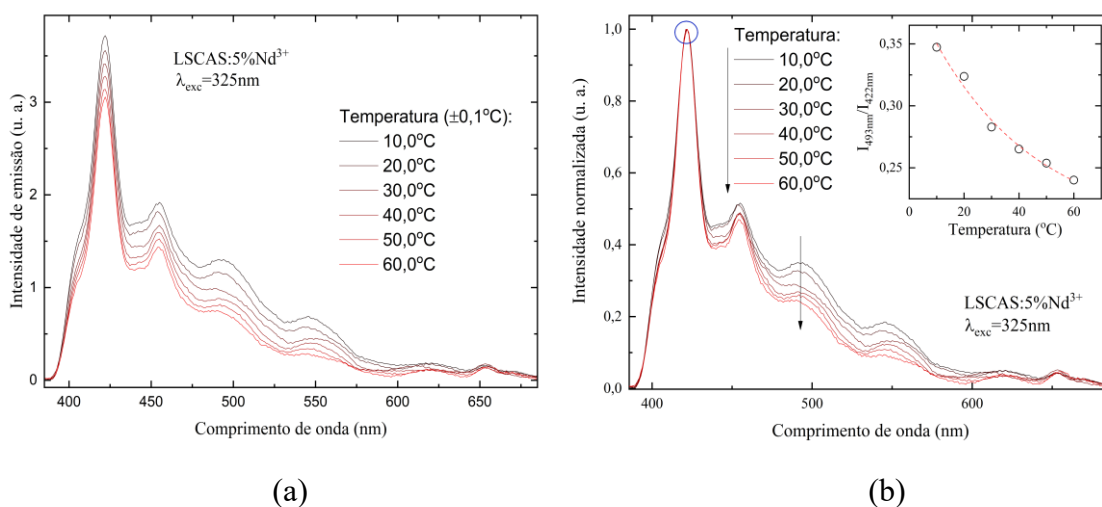 (a)
Intensidade de emissão (u. a.)
3
2
1
0
LSCAS:5%Nd³⁺
λexc=325nm
Temperatura (±0,1ºC):
10,0ºC
20,0ºC
30,0ºC
40,0ºC
50,0ºC
60,0ºC
400 450 500 550 600 650
Comprimento de onda (nm)
(b)
Intensidade normalizada (u. a.)
1,0
0,8
0,6
0,4
0,2
0,0
Temperatura:
10,0ºC
20,0ºC
30,0ºC
40,0ºC
50,0ºC
60,0ºC
I493nm/I422nm
0,35
0,30
0,25
0 20 40 60
Temperatura (ºC)
LSCAS:5%Nd³⁺
λexc=325nm
400 500 600
Comprimento de onda (nm)
(a) (b)